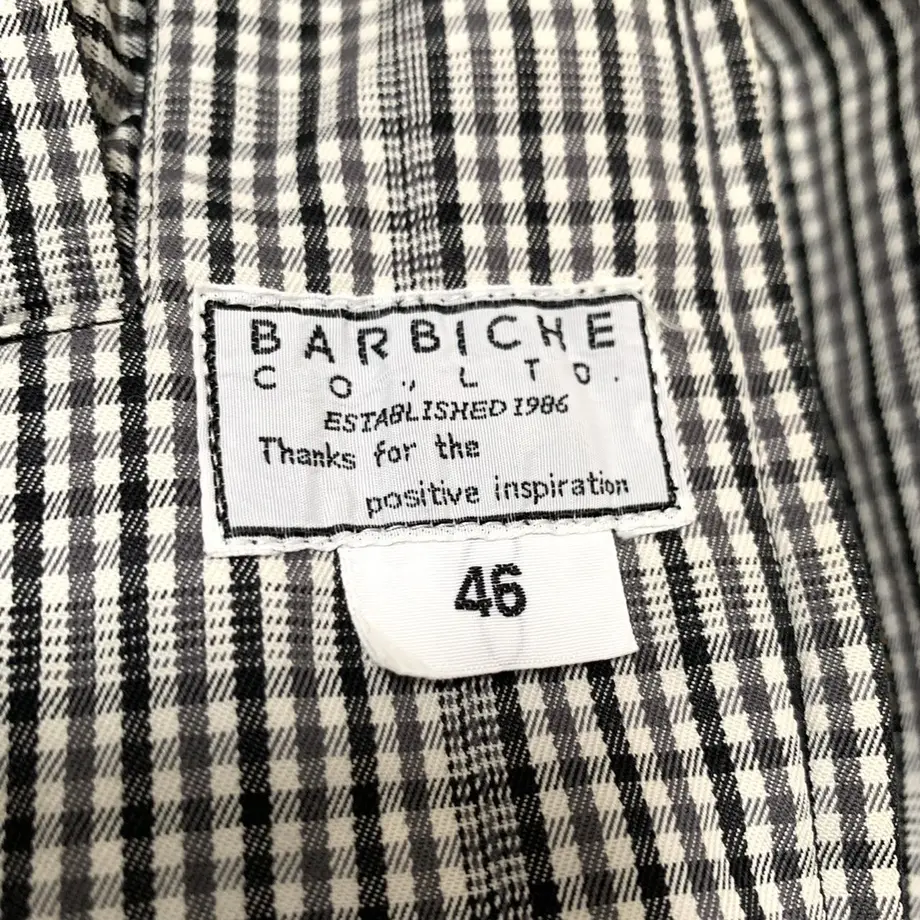 BARBICHE
CO., LTD.
ESTABLISHED 1986
Thanks for the
positive inspiration
46